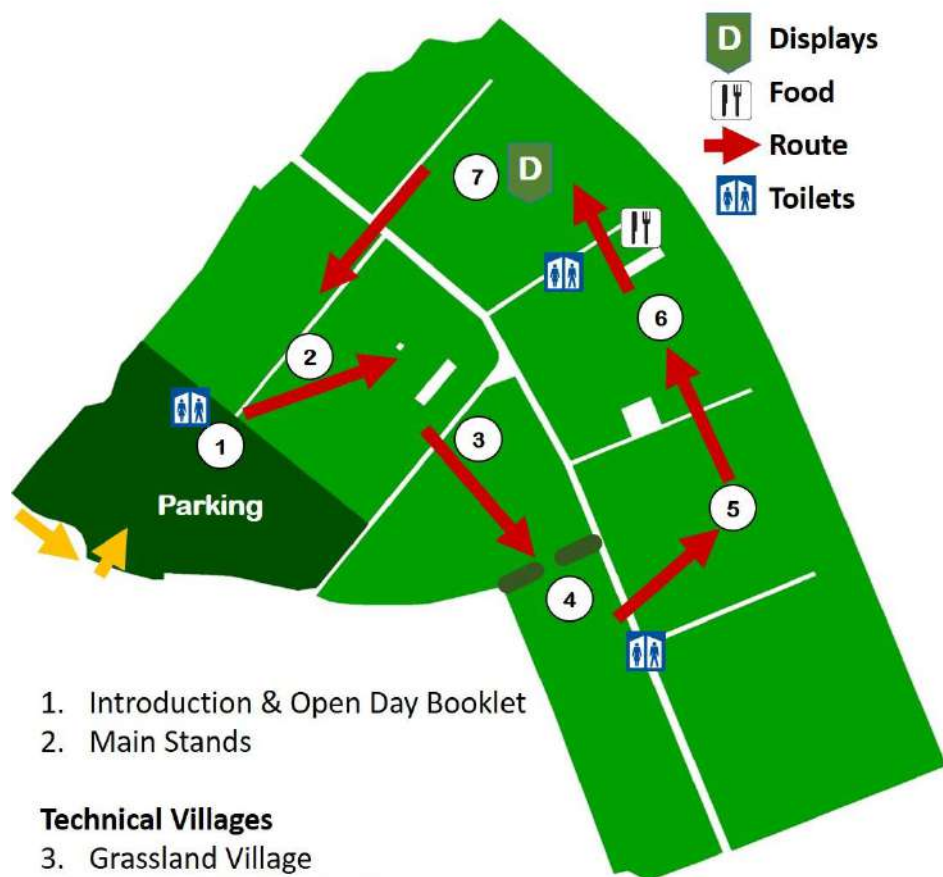 D Displays
Food
Route
Toilets
7 D
6
2
3
1
Parking
5
4
1. Introduction & Open Day Booklet
2. Main Stands
Technical Villages
3. Grassland Village